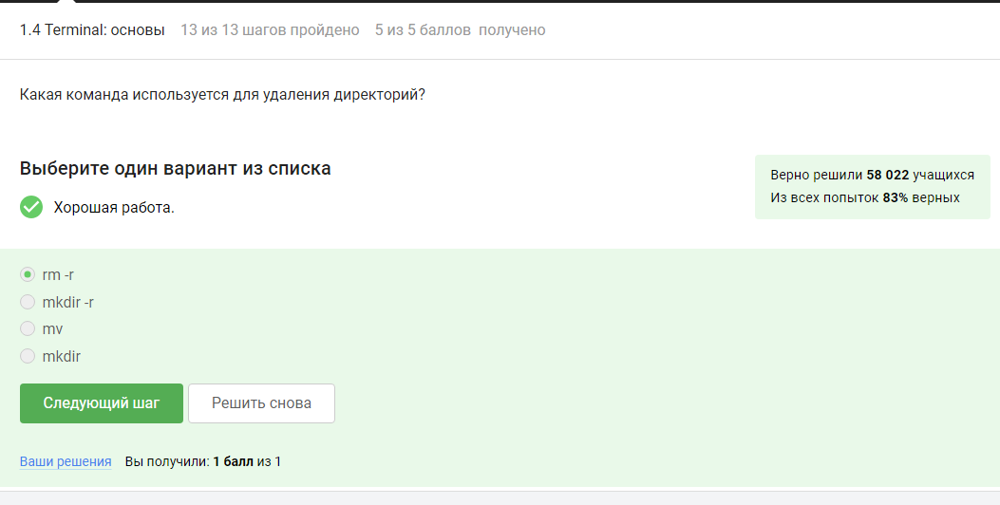 1.4 Terminal: основы 13 из 13 шагов пройдено 5 из 5 баллов получено
Какая команда используется для удаления директорий?
Выберите один вариант из списка
Хорошая работа.
Верно решили 58 022 учащихся
Из всех попыток 83% верных
rm -r
mkdir -r
mv
mkdir
Следующий шаг Решить снова
Ваши решения Вы получили: 1 балл из 1